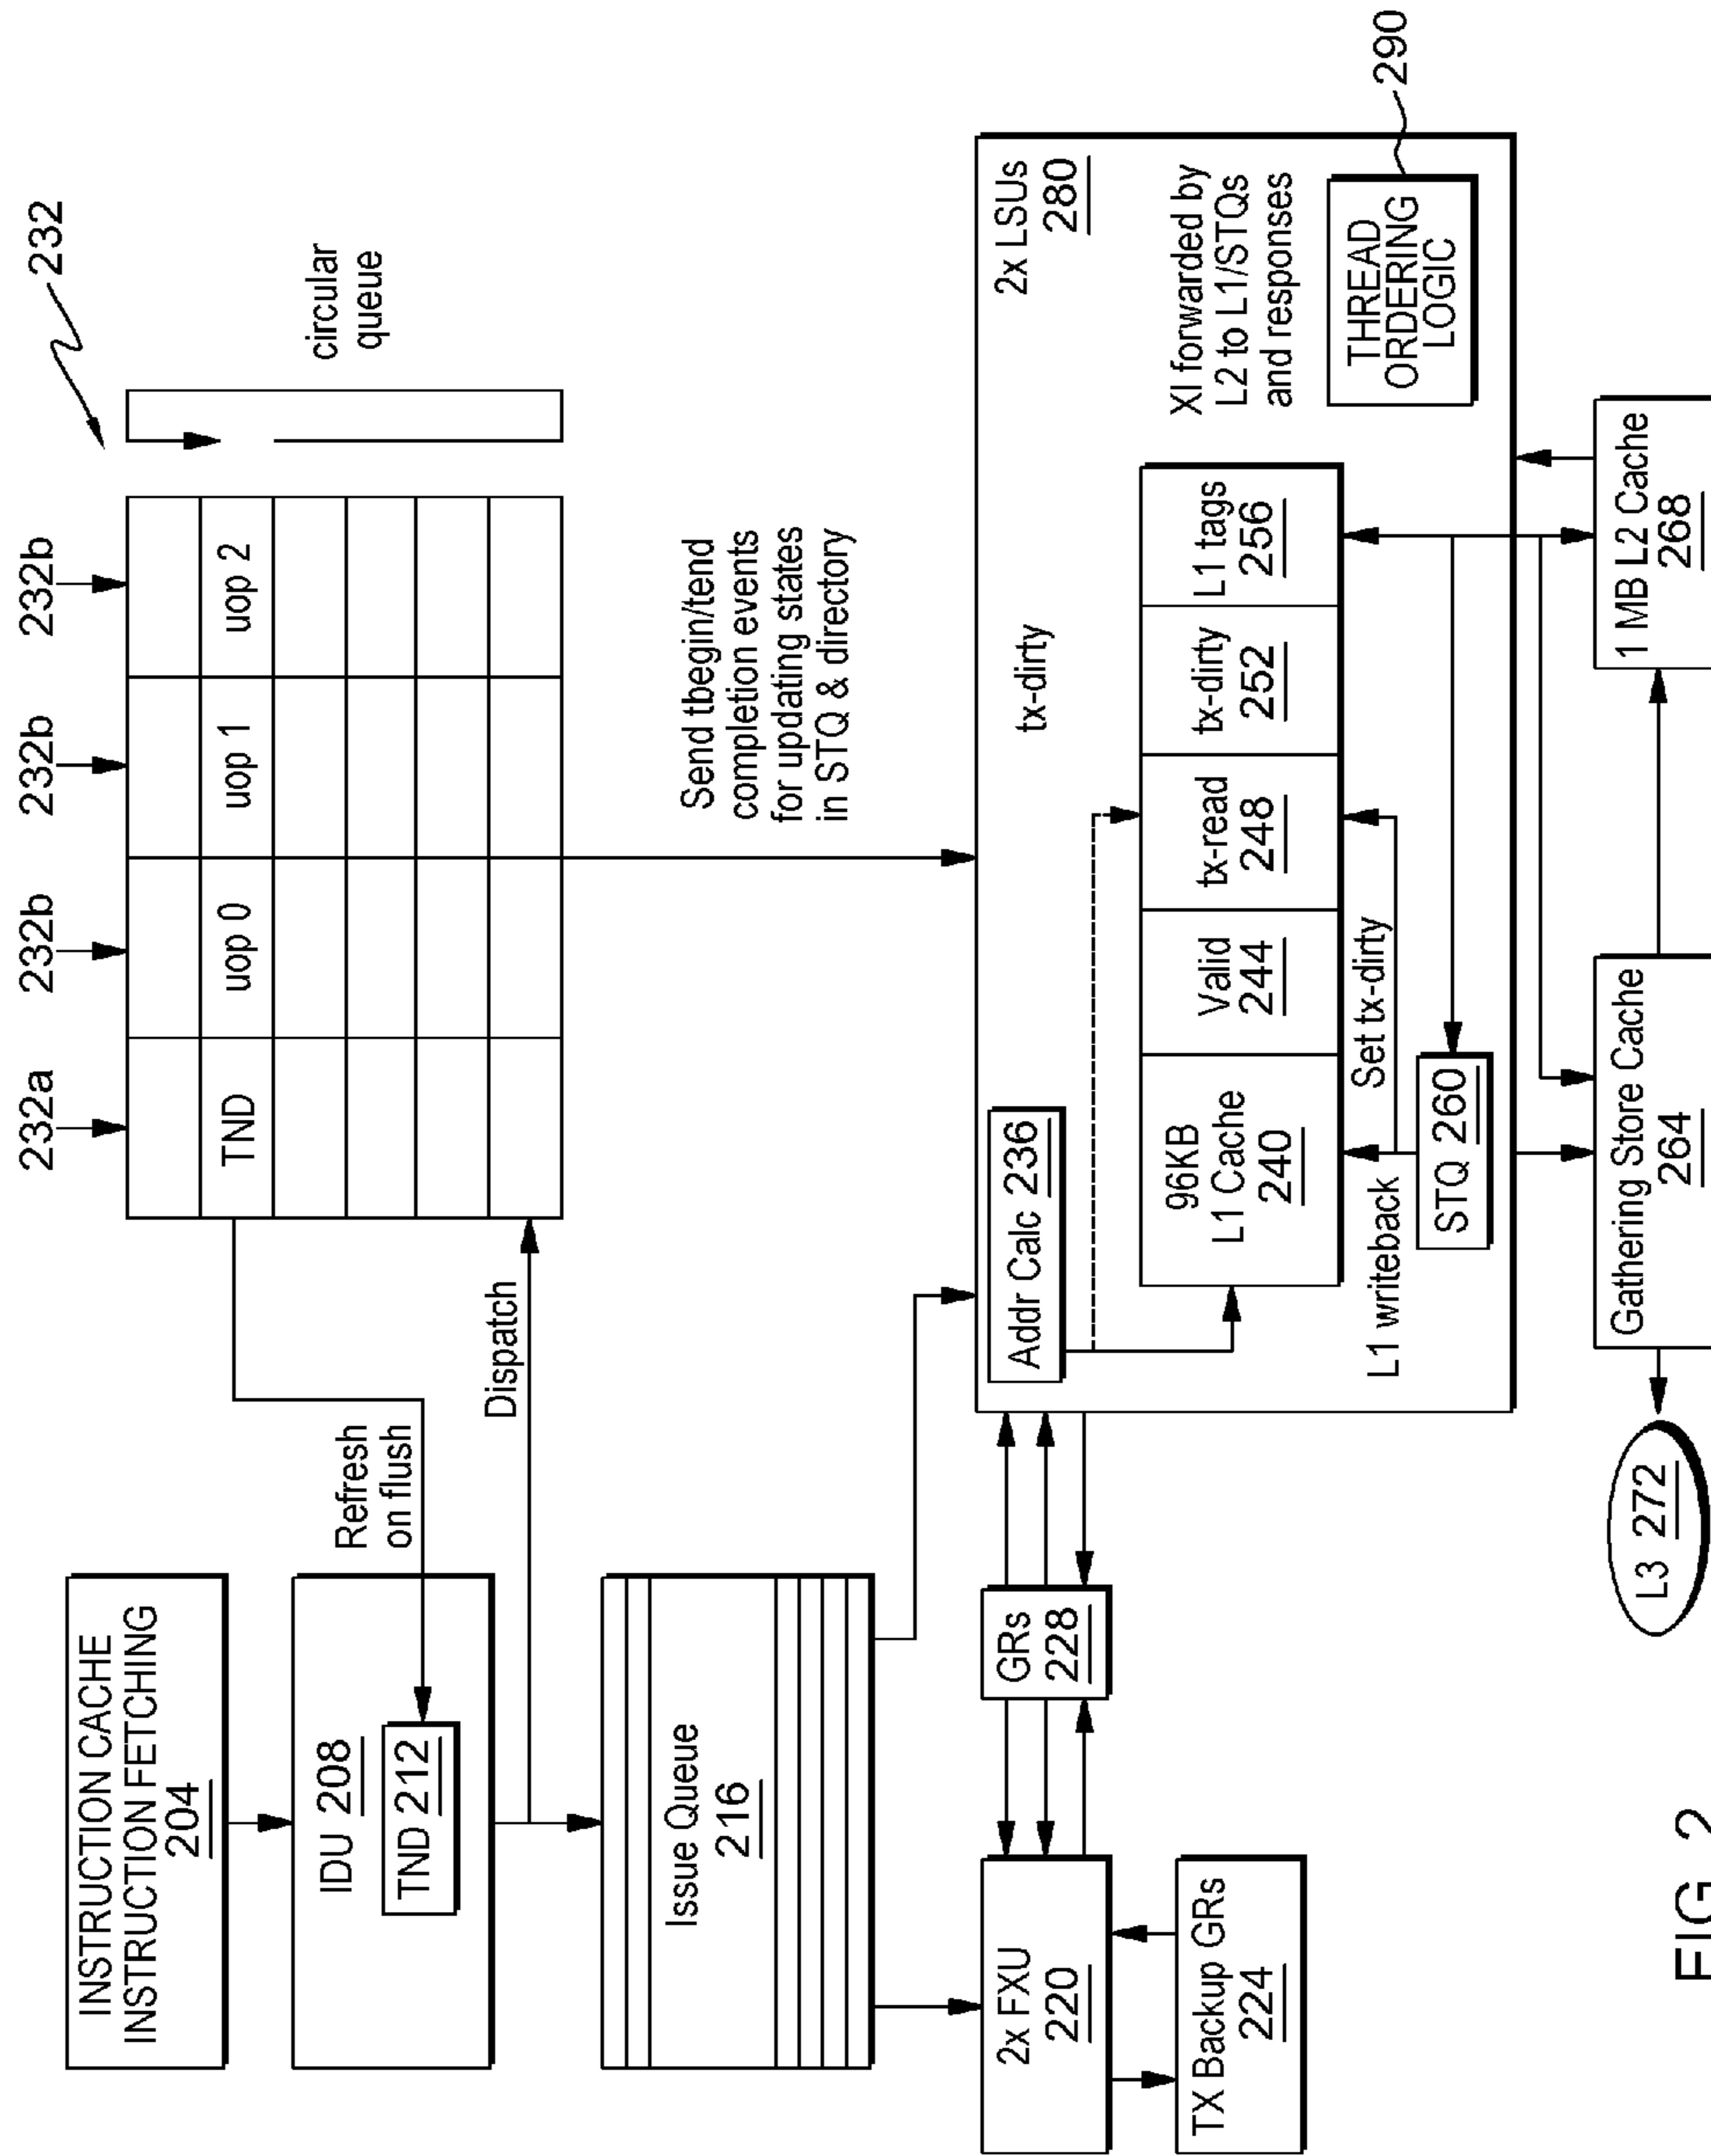 232
232a
232b
232b
232b
INSTRUCTION CACHE
INSTRUCTION FETCHING
204
TND
uop 0
uop 1
uop 2
circular
queue
Refresh
on flush
IDU 208
TND 212
Dispatch
Issue Queue
216
Send tbegin/tend
completion events
for updating states
in STQ & directory
2x FXU
220
GRs
228
TX Backup GRs
224
2x LSUs
280
Addr Calc 236
tx-dirty
96KB
L1 Cache
240
Valid
244
tx-read
248
tx-dirty
252
L1 tags
256
XI forwarded by
L2 to L1/STQs
and responses
L1 writeback
Set tx-dirty
STQ 260
THREAD
ORDERING
LOGIC
290
L3 272
Gathering Store Cache
264
1 MB L2 Cache
268
FIG. 2